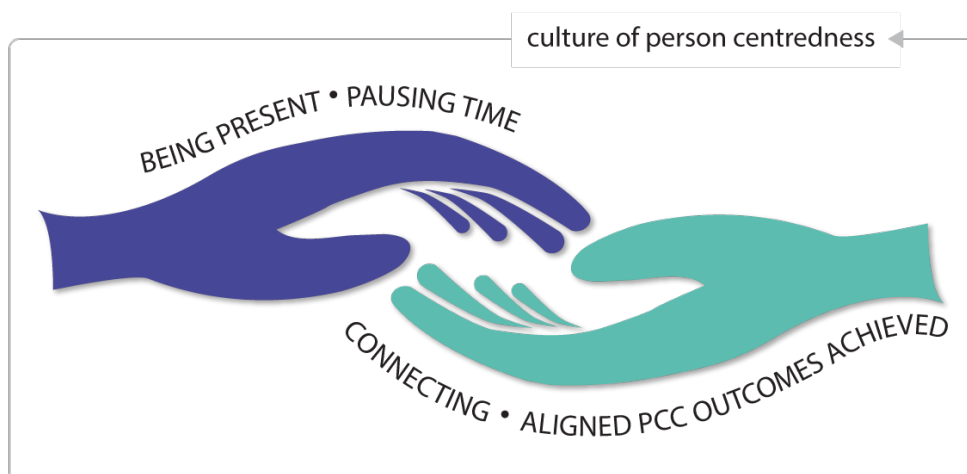 culture of person centredness
BEING PRESENT • PAUSING TIME
CONNECTING • ALIGNED PCC OUTCOMES ACHIEVED